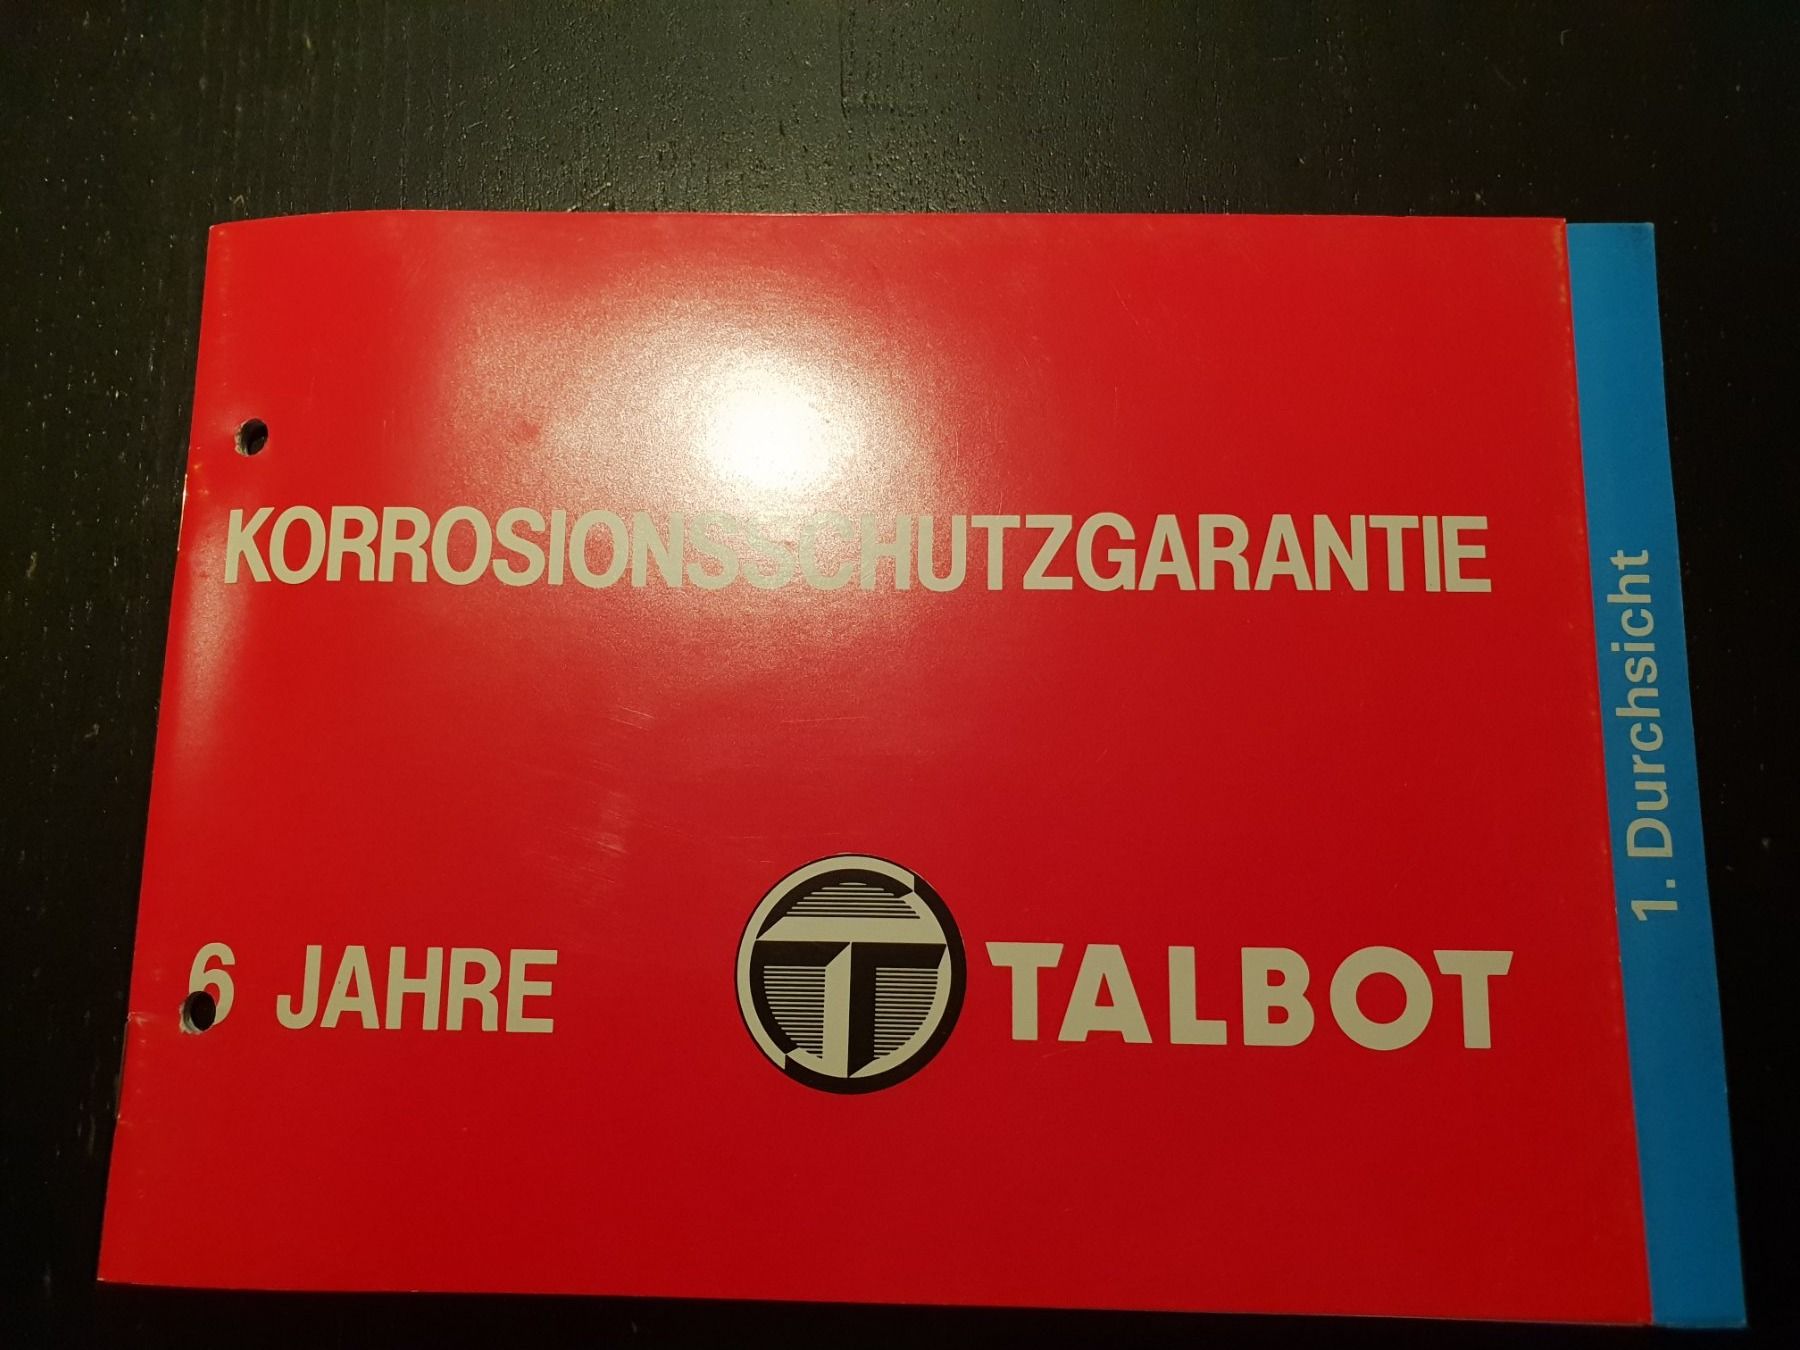 KORROSIONSSCHUTZGARANTIE
6 JAHRE
TALBOT
1. Durchsicht